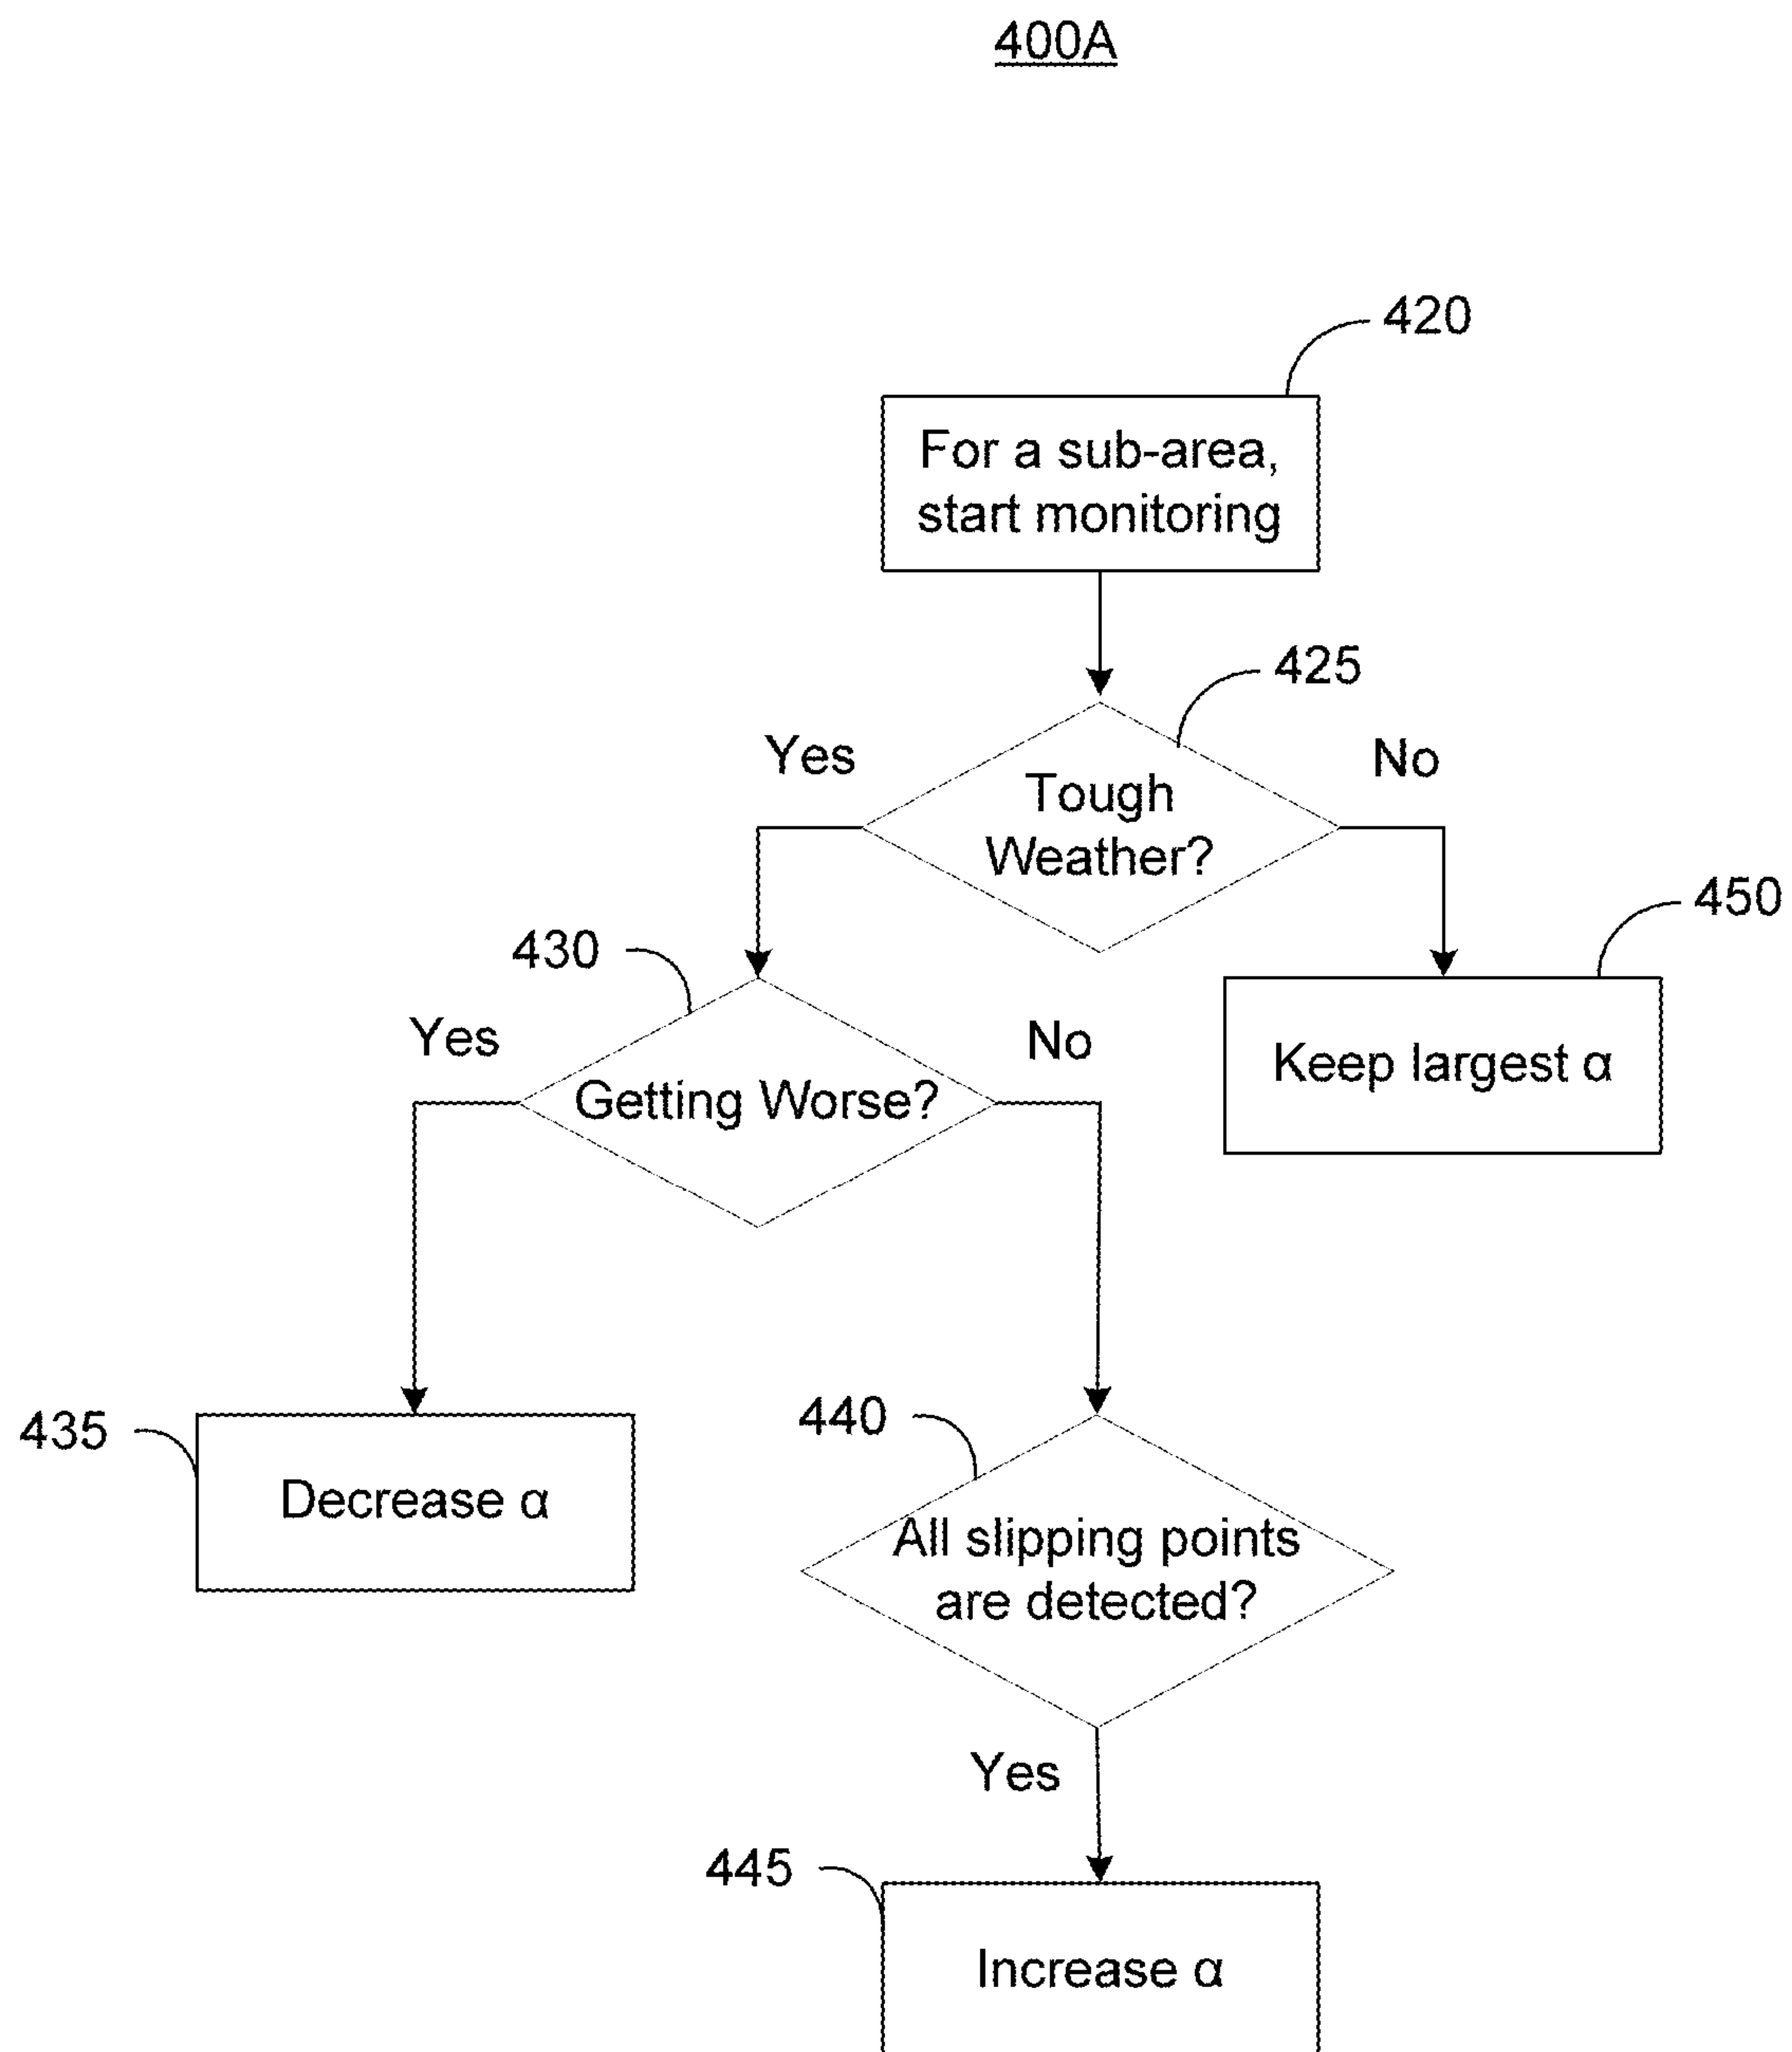 400A
420
For a sub-area,
start monitoring
425
Yes
No
Tough
Weather?
450
430
Yes
No
Keep largest α
Getting Worse?
435
440
Decrease α
All slipping points
are detected?
Yes
445
Increase α